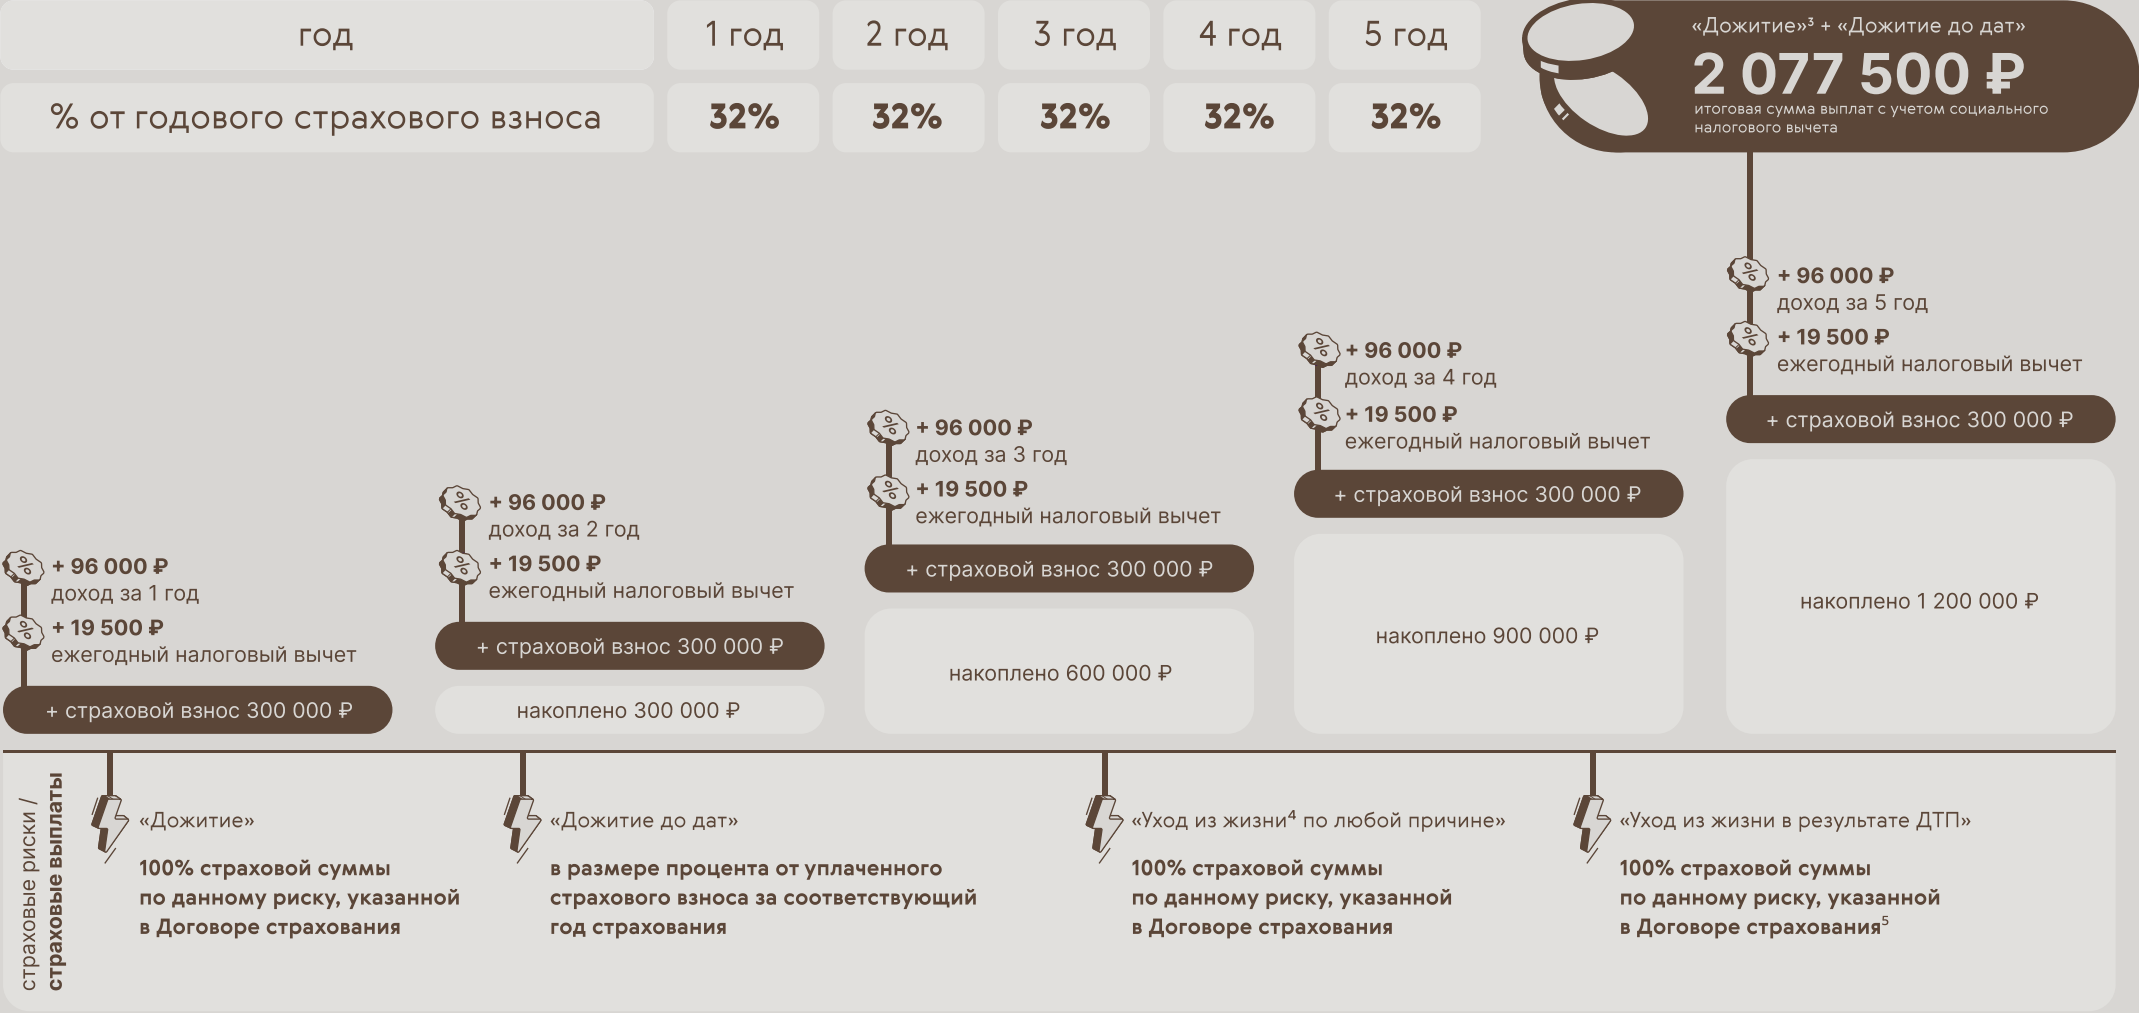 год
1 год
2 год
3 год
4 год
5 год
% от годового страхового взноса
32%
32%
32%
32%
32%
«Дожитие»³ + «Дожитие до дат»
2 077 500 ₽
итоговая сумма выплат с учетом социального
налогового вычета
+ 96 000 ₽
доход за 1 год
+ 19 500 ₽
ежегодный налоговый вычет
+ страховой взнос 300 000 ₽
+ 96 000 ₽
доход за 2 год
+ 19 500 ₽
ежегодный налоговый вычет
+ страховой взнос 300 000 ₽
накоплено 300 000 ₽
+ 96 000 ₽
доход за 3 год
+ 19 500 ₽
ежегодный налоговый вычет
+ страховой взнос 300 000 ₽
накоплено 600 000 ₽
+ 96 000 ₽
доход за 4 год
+ 19 500 ₽
ежегодный налоговый вычет
+ страховой взнос 300 000 ₽
накоплено 900 000 ₽
+ 96 000 ₽
доход за 5 год
+ 19 500 ₽
ежегодный налоговый вычет
+ страховой взнос 300 000 ₽
накоплено 1 200 000 ₽
страховые риски /
страховые выплаты
«Дожитие»
100% страховой суммы
по данному риску, указанной
в Договоре страхования
«Дожитие до дат»
в размере процента от уплаченного
страхового взноса за соответствующий
год страхования
«Уход из жизни⁴ по любой причине»
100% страховой суммы
по данному риску, указанной
в Договоре страхования
«Уход из жизни в результате ДТП»
100% страховой суммы
по данному риску, указанной
в Договоре страхования⁵